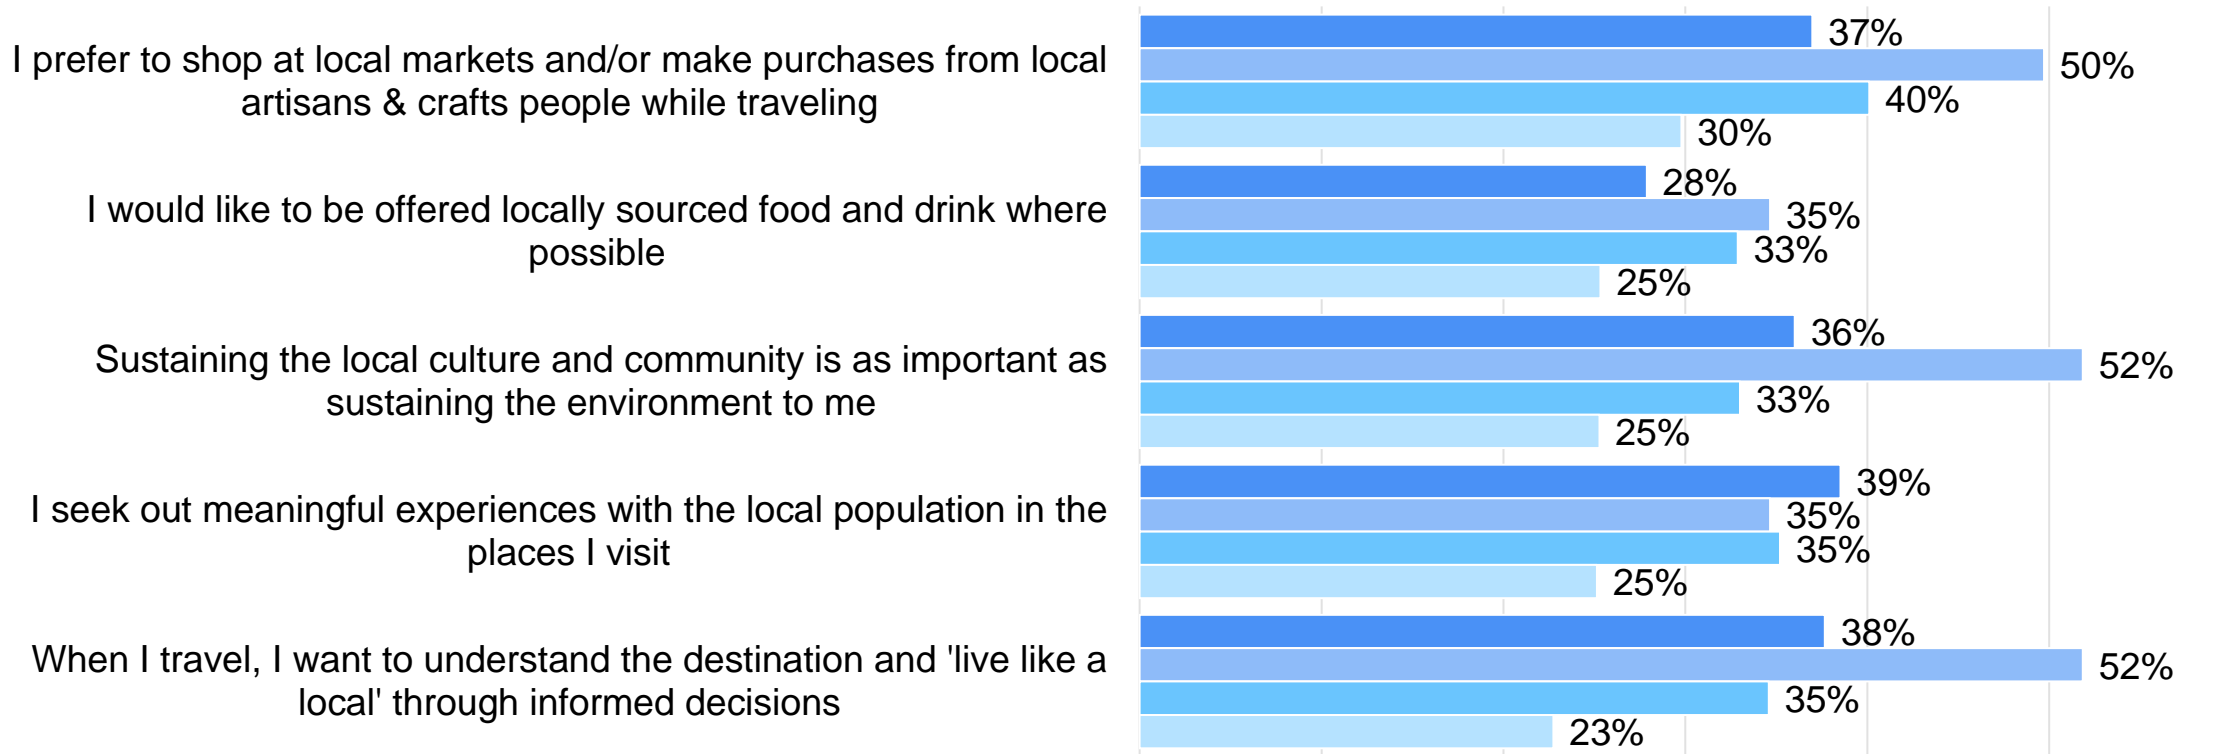 I prefer to shop at local markets and/or make purchases from local
artisans & crafts people while traveling
37%
50%
40%
30%
I would like to be offered locally sourced food and drink where
possible
28%
35%
33%
25%
Sustaining the local culture and community is as important as
sustaining the environment to me
36%
52%
33%
25%
I seek out meaningful experiences with the local population in the
places I visit
39%
35%
35%
25%
When I travel, I want to understand the destination and 'live like a
local' through informed decisions
38%
52%
35%
23%